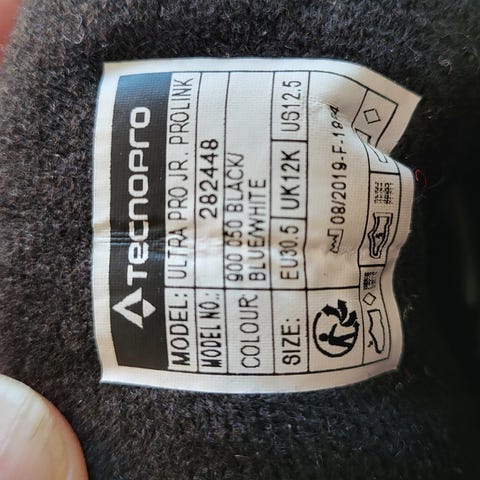 TECNOPRO
MODEL: ULTRA PRO JR. PROLINK
MODEL NO.: 282448
COLOUR 900 050 BLACK/
BLUE/WHITE
SIZE: EU30.5 UK12K US12.5
08/2019-F-1